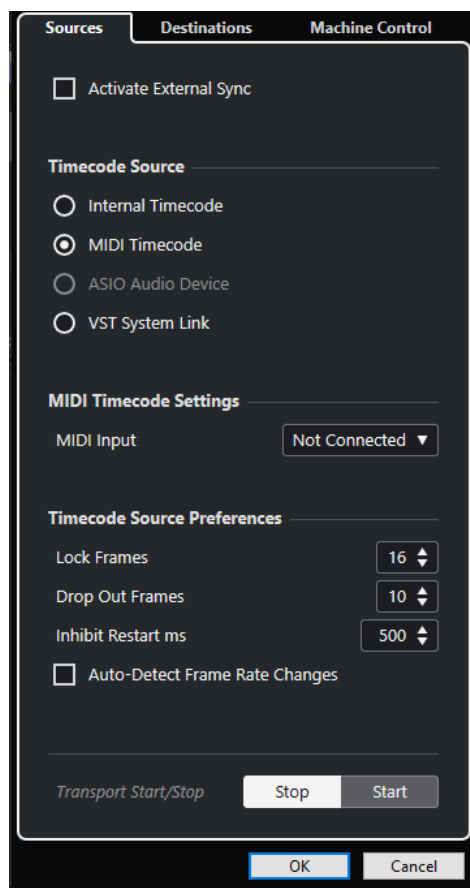 Sources Destinations Machine Control
Activate External Sync
Timecode Source
Internal Timecode
MIDI Timecode
ASIO Audio Device
VST System Link
MIDI Timecode Settings
MIDI Input Not Connected
Timecode Source Preferences
Lock Frames 16
Drop Out Frames 10
Inhibit Restart ms 500
Auto-Detect Frame Rate Changes
Transport Start/Stop Stop Start
OK Cancel